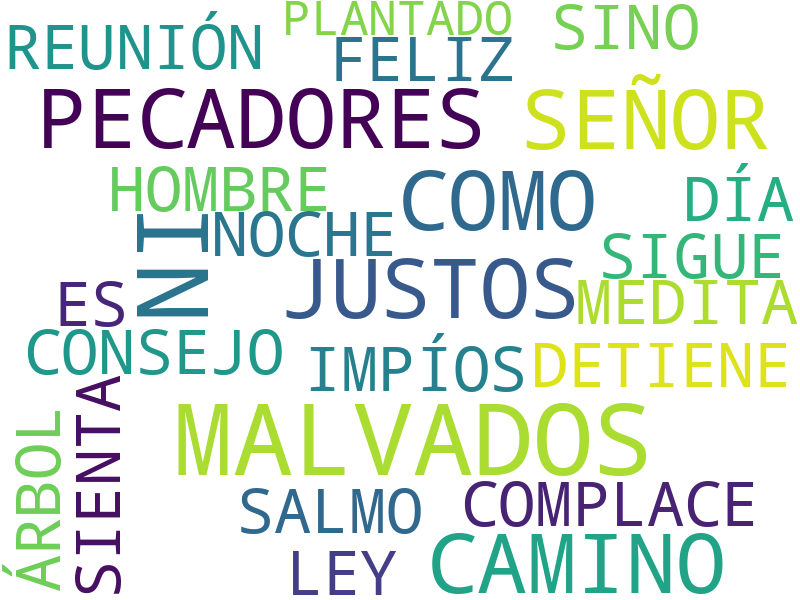 PLANTADO
SINO
REUNIÓN
FELIZ
PECADORES
SEÑOR
HOMBRE
COMO
DÍA
NI
NOCHE
SIGUE
JUSTOS
ES
MEDITA
CONSEJO
IMPÍOS
DETIENE
SIENTA
ÁRBOL
MALVADOS
SALMO
COMPLACE
LEY
CAMINO